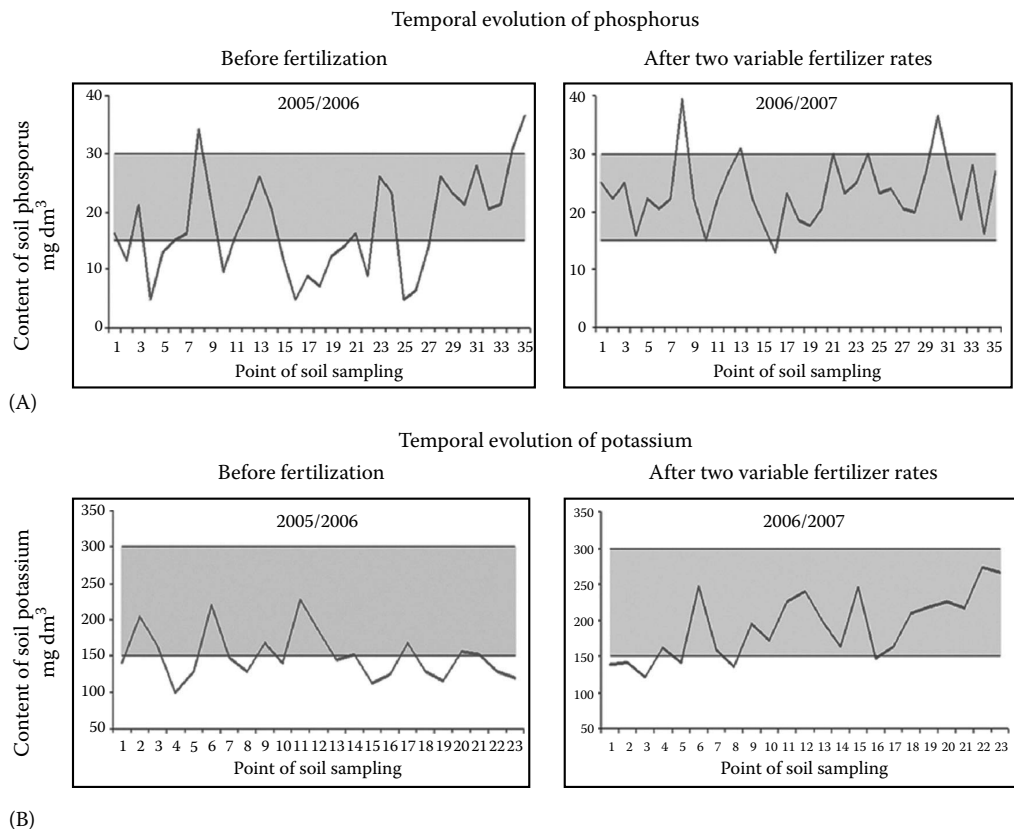 Temporal evolution of phosphorus
Before fertilization
After two variable fertilizer rates
Content of soil phosporus
mg dm³
2005/2006
40
30
20
10
0
1 3 5 7 9 11 13 15 17 19 21 23 25 27 29 31 33 35
Point of soil sampling
2006/2007
40
30
20
10
0
1 3 5 7 9 11 13 15 17 19 21 23 25 27 29 31 33 35
Point of soil sampling
(A)
Temporal evolution of potassium
Before fertilization
After two variable fertilizer rates
Content of soil potassium
mg dm³
2005/2006
350
300
250
200
150
100
50
1 2 3 4 5 6 7 8 9 10 11 12 13 14 15 16 17 18 19 20 21 22 23
Point of soil sampling
2006/2007
350
300
250
200
150
100
50
1 2 3 4 5 6 7 8 9 10 11 12 13 14 15 16 17 18 19 20 21 22 23
Point of soil sampling
(B)